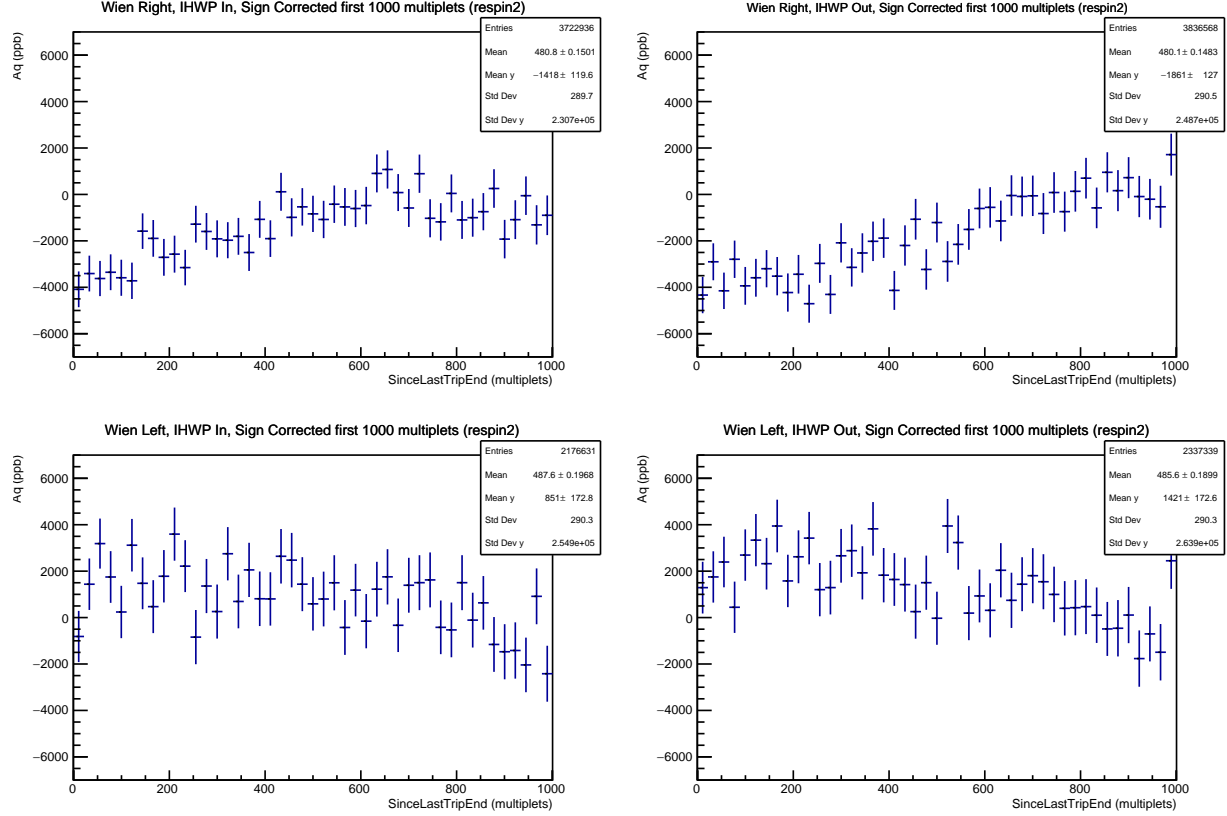 Wien Right, IHWP In, Sign Corrected first 1000 multiplets (respin2)
Entries 3722936
Mean 480.8 ± 0.1501
Mean y −1418 ± 119.6
Std Dev 289.7
Std Dev y 2.307e+05
Aq (ppb)
6000
4000
2000
0
−2000
−4000
−6000
0 200 400 600 800 1000
SinceLastTripEnd (multiplets)
Wien Right, IHWP Out, Sign Corrected first 1000 multiplets (respin2)
Entries 3836568
Mean 480.1 ± 0.1483
Mean y −1861 ± 127
Std Dev 290.5
Std Dev y 2.487e+05
Aq (ppb)
6000
4000
2000
0
−2000
−4000
−6000
0 200 400 600 800 1000
SinceLastTripEnd (multiplets)
Wien Left, IHWP In, Sign Corrected first 1000 multiplets (respin2)
Entries 2176631
Mean 487.6 ± 0.1968
Mean y 851 ± 172.8
Std Dev 290.3
Std Dev y 2.549e+05
Aq (ppb)
6000
4000
2000
0
−2000
−4000
−6000
0 200 400 600 800 1000
SinceLastTripEnd (multiplets)
Wien Left, IHWP Out, Sign Corrected first 1000 multiplets (respin2)
Entries 2337339
Mean 485.6 ± 0.1899
Mean y 1421 ± 172.6
Std Dev 290.3
Std Dev y 2.639e+05
Aq (ppb)
6000
4000
2000
0
−2000
−4000
−6000
0 200 400 600 800 1000
SinceLastTripEnd (multiplets)